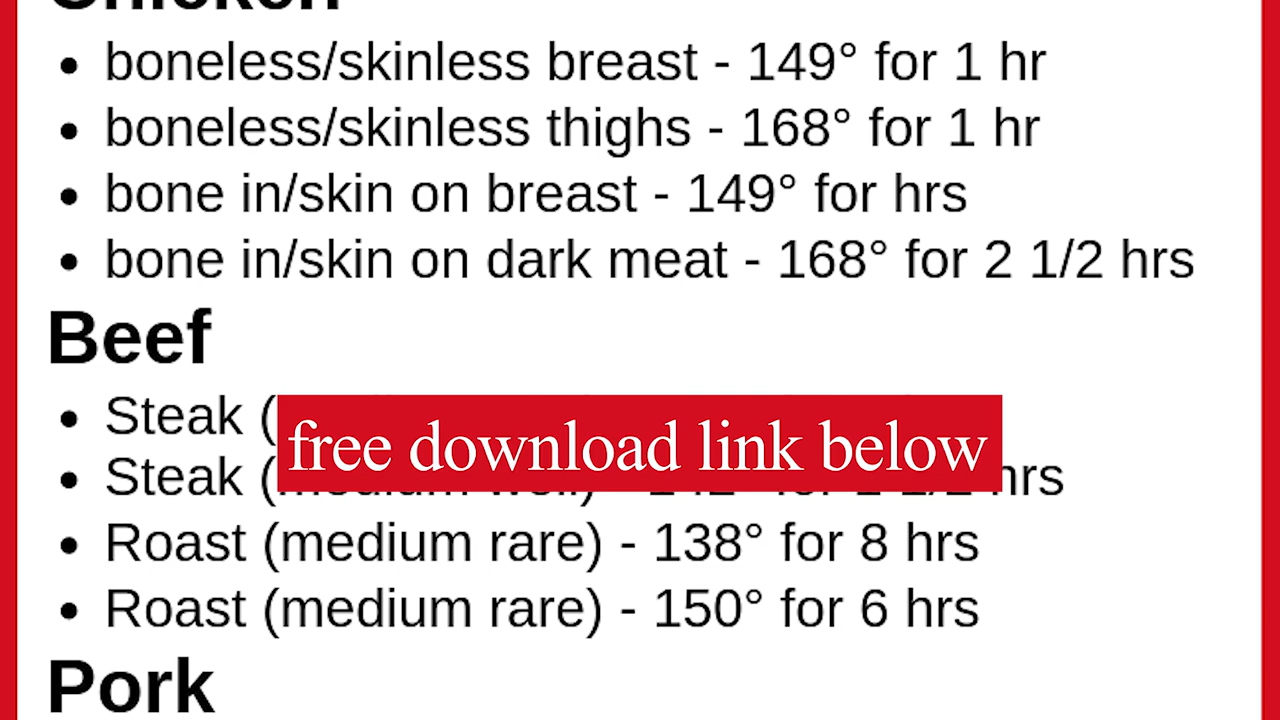 Chicken
• boneless/skinless breast - 149° for 1 hr
• boneless/skinless thighs - 168° for 1 hr
• bone in/skin on breast - 149° for hrs
• bone in/skin on dark meat - 168° for 2 1/2 hrs
Beef
• Steak (
free download link below
• Steak (medium well) - hrs
• Roast (medium rare) - 138° for 8 hrs
• Roast (medium rare) - 150° for 6 hrs
Pork